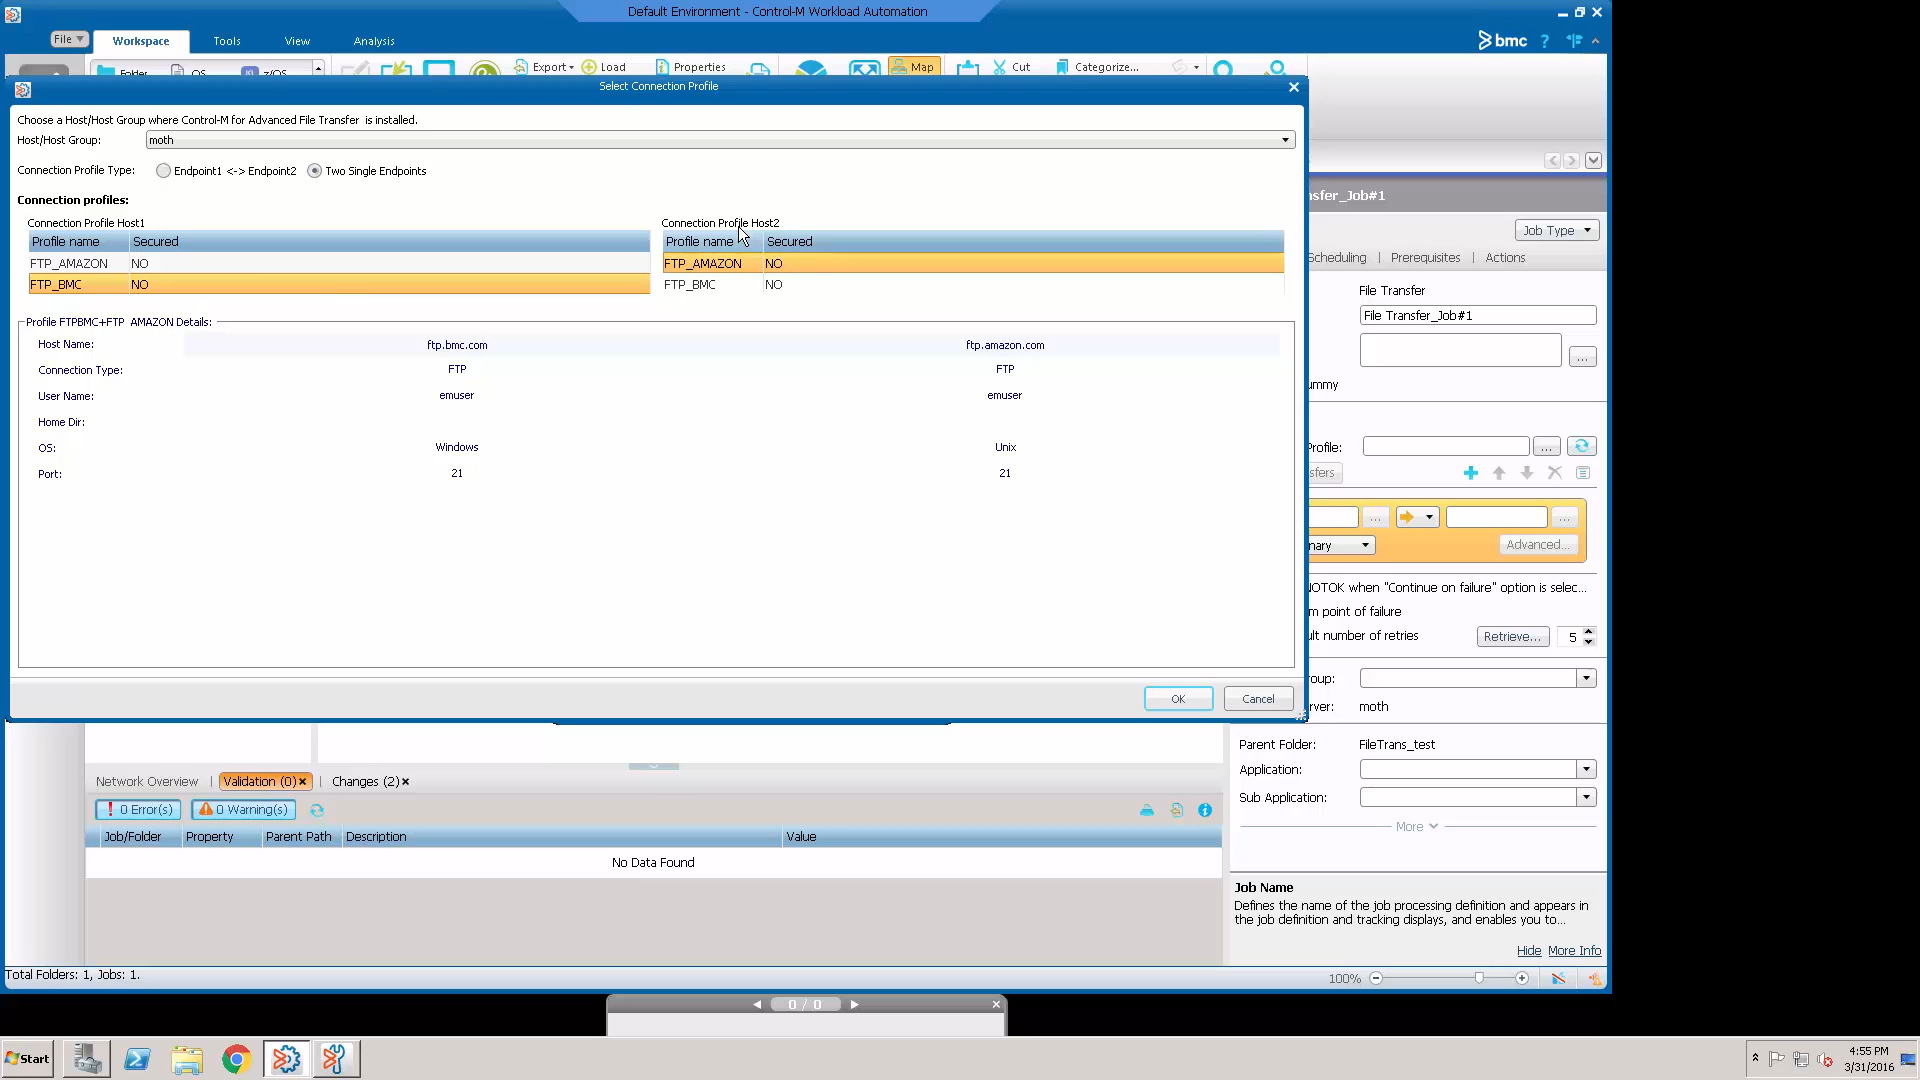 Default Environment - Control-M Workload Automation
File
Workspace
Tools
View
Analysis
bmc
?
Folder
OS
z/OS
Export
Load
Properties
Map
Cut
Categorize...
Select Connection Profile
Choose a Host/Host Group where Control-M for Advanced File Transfer is installed.
Host/Host Group:
moth
Connection Profile Type:
Endpoint1 <-> Endpoint2
Two Single Endpoints
Connection profiles:
Connection Profile Host1
Profile name
Secured
FTP_AMAZON
NO
FTP_BMC
NO
Connection Profile Host2
Profile name
Secured
FTP_AMAZON
NO
FTP_BMC
NO
Profile FTPBMC+FTP AMAZON Details:
Host Name:
ftp.bmc.com
ftp.amazon.com
Connection Type:
FTP
FTP
User Name:
emuser
emuser
Home Dir:
OS:
Windows
Unix
Port:
21
21
OK
Cancel
nsfer_Job#1
Job Type
Scheduling
Prerequisites
Actions
File Transfer
File Transfer_Job#1
...
ummy
Profile:
...
sfers
...
...
nary
Advanced...
NOTOK when "Continue on failure" option is selec...
m point of failure
ult number of retries
Retrieve...
5
oup:
rver:
moth
Parent Folder:
FileTrans_test
Application:
Sub Application:
More
Job Name
Defines the name of the job processing definition and appears in
the job definition and tracking displays, and enables you to...
Hide
More Info
Network Overview
Validation (0)
Changes (2)
0 Error(s)
0 Warning(s)
Job/Folder
Property
Parent Path
Description
Value
No Data Found
Total Folders: 1, Jobs: 1.
100%
0 / 0
Start
4:55 PM
3/31/2016